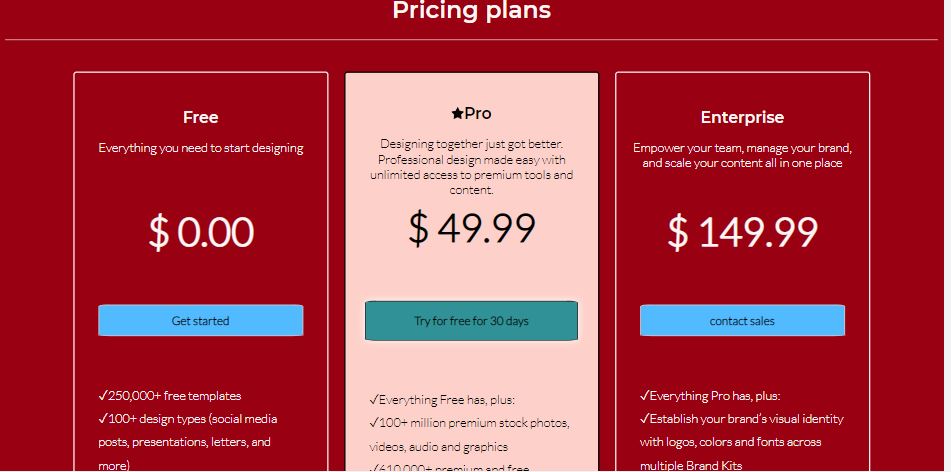 Pricing plans
Free
Everything you need to start designing
$ 0.00
Get started
✓250,000+ free templates
✓100+ design types (social media
posts, presentations, letters, and
more)
★Pro
Designing together just got better.
Professional design made easy with
unlimited access to premium tools and
content.
$ 49.99
Try for free for 30 days
✓Everything Free has, plus:
✓100+ million premium stock photos,
videos, audio and graphics
✓610,000+ premium and free
Enterprise
Empower your team, manage your brand,
and scale your content all in one place
$ 149.99
contact sales
✓Everything Pro has, plus:
✓Establish your brand's visual identity
with logos, colors and fonts across
multiple Brand Kits